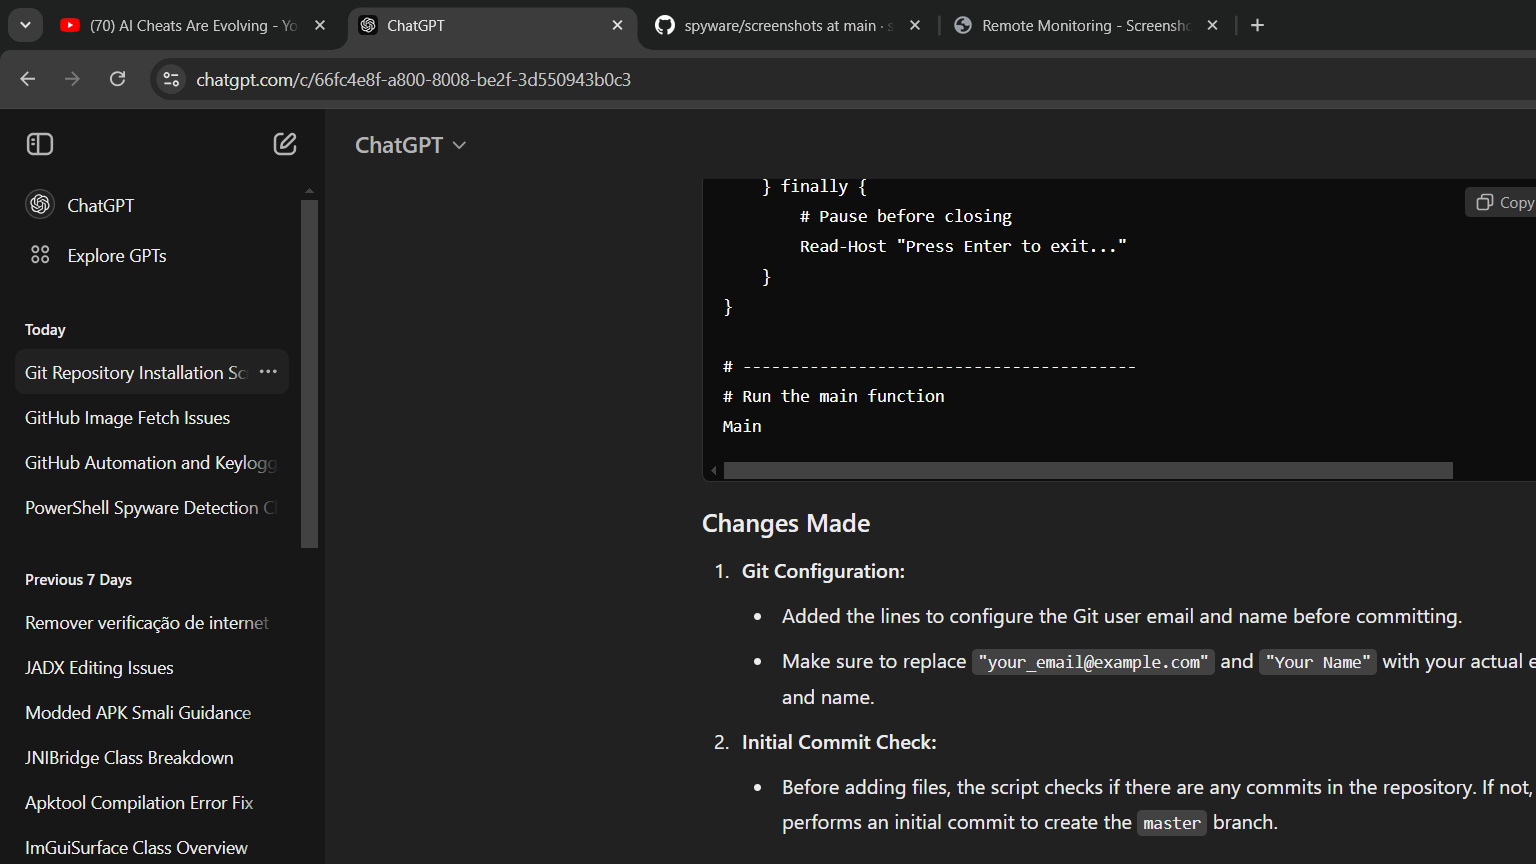 (70) AI Cheats Are Evolving - Yo
ChatGPT
spyware/screenshots at main · s
Remote Monitoring - Screensho
chatgpt.com/c/66fc4e8f-a800-8008-be2f-3d550943b0c3
ChatGPT
Explore GPTs
Today
Git Repository Installation Sc
GitHub Image Fetch Issues
GitHub Automation and Keylogg
PowerShell Spyware Detection C
Previous 7 Days
Remover verificação de internet
JADX Editing Issues
Modded APK Smali Guidance
JNIBridge Class Breakdown
Apktool Compilation Error Fix
ImGuiSurface Class Overview
ChatGPT
} finally {
Copy
# Pause before closing
Read-Host "Press Enter to exit..."
}
}
# -----------------------------------------
# Run the main function
Main
Changes Made
1. Git Configuration:
• Added the lines to configure the Git user email and name before committing.
• Make sure to replace "your_email@example.com" and "Your Name" with your actual e
and name.
2. Initial Commit Check:
• Before adding files, the script checks if there are any commits in the repository. If not,
performs an initial commit to create the master branch.